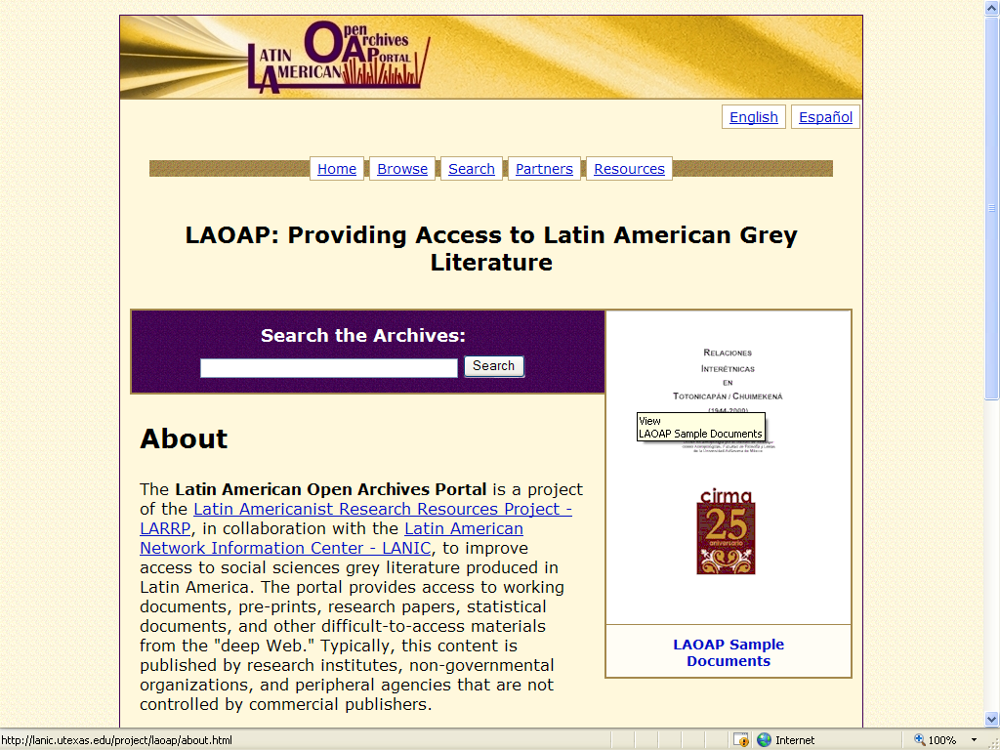 Latin American Open Archives Portal
English Español
Home Browse Search Partners Resources
LAOAP: Providing Access to Latin American Grey
Literature
Search the Archives:
Search
About
The Latin American Open Archives Portal is a project
of the Latin Americanist Research Resources Project -
LARRP, in collaboration with the Latin American
Network Information Center - LANIC, to improve
access to social sciences grey literature produced in
Latin America. The portal provides access to working
documents, pre-prints, research papers, statistical
documents, and other difficult-to-access materials
from the "deep Web." Typically, this content is
published by research institutes, non-governmental
organizations, and peripheral agencies that are not
controlled by commercial publishers.
Relaciones
Interétnicas
en
Totonicapán / Chuimekená
(1944-2000)
View
LAOAP Sample Documents
cirma
25
aniversario
LAOAP Sample
Documents
http://lanic.utexas.edu/project/laoap/about.html
Internet
100%